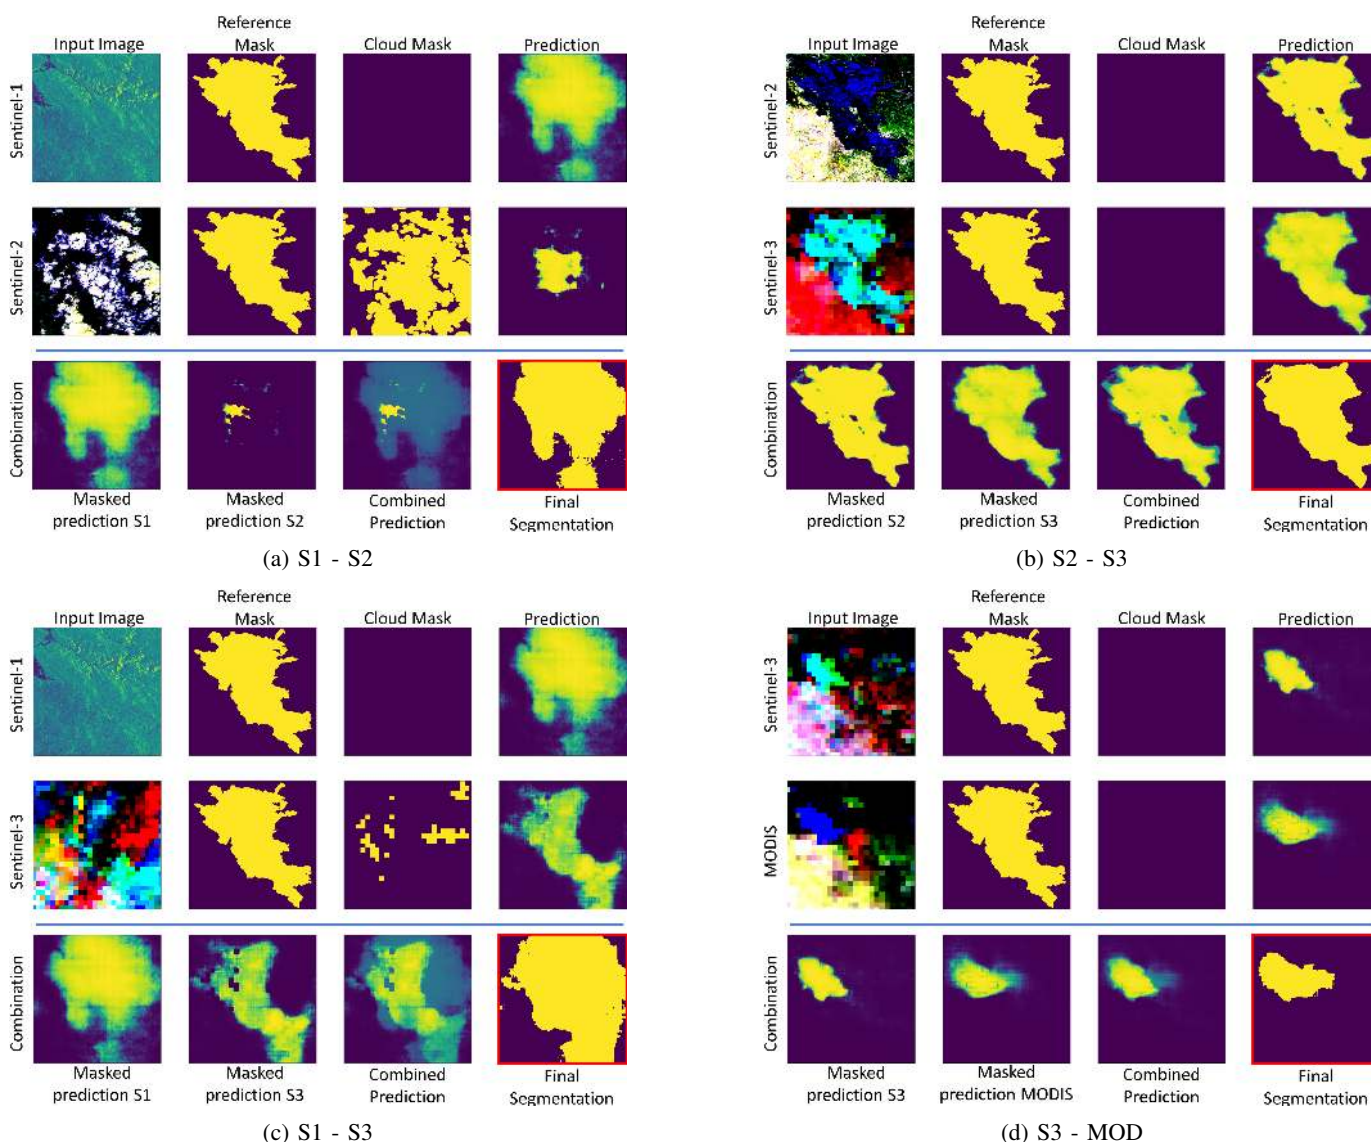 Input Image
Reference
Mask
Cloud Mask
Prediction
Sentinel-1
Sentinel-2
Combination
Masked
prediction S1
Masked
prediction S2
Combined
Prediction
Final
Segmentation
(a) S1 - S2
Input Image
Reference
Mask
Cloud Mask
Prediction
Sentinel-2
Sentinel-3
Combination
Masked
prediction S2
Masked
prediction S3
Combined
Prediction
Final
Segmentation
(b) S2 - S3
Input Image
Reference
Mask
Cloud Mask
Prediction
Sentinel-1
Sentinel-3
Combination
Masked
prediction S1
Masked
prediction S3
Combined
Prediction
Final
Segmentation
(c) S1 - S3
Input Image
Reference
Mask
Cloud Mask
Prediction
Sentinel-3
MODIS
Combination
Masked
prediction S3
Masked
prediction MODIS
Combined
Prediction
Final
Segmentation
(d) S3 - MOD